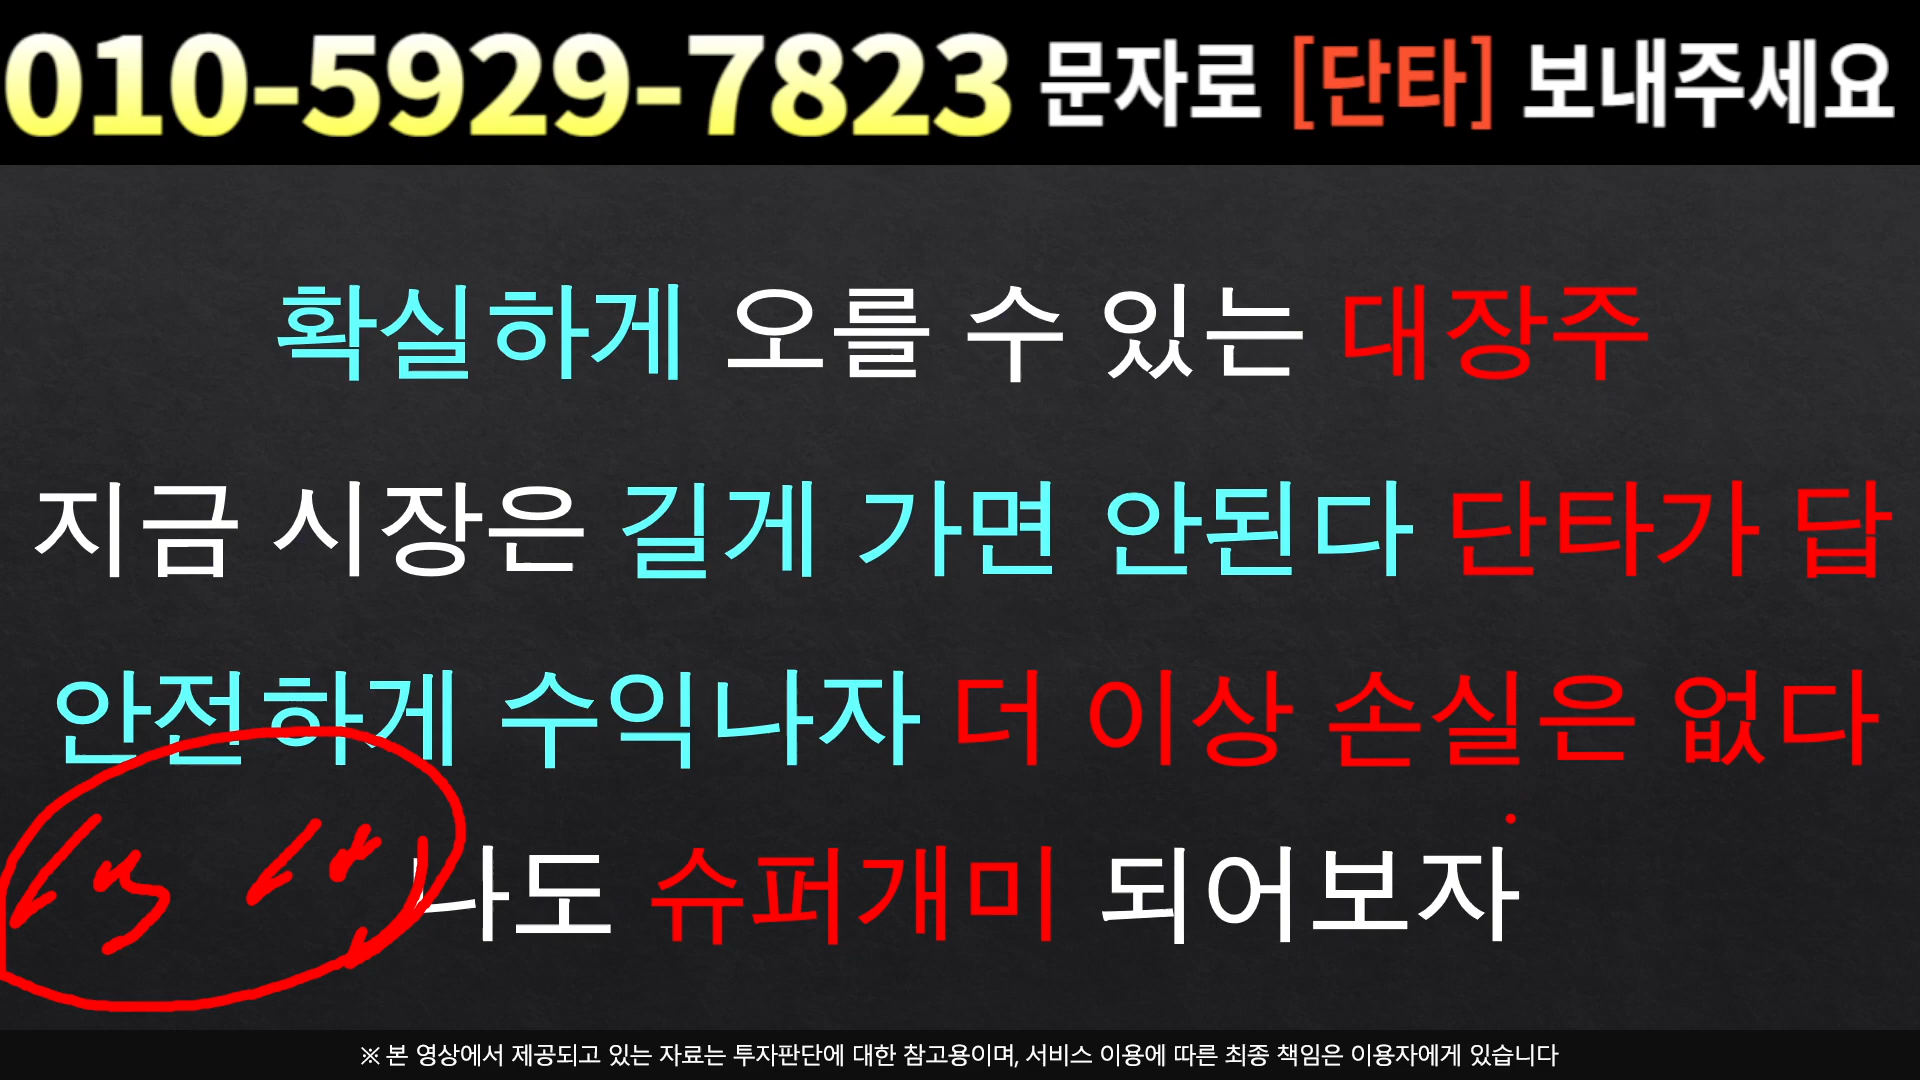 010-5929-7823 문자로 [단타] 보내주세요
확실하게 오를 수 있는 대장주
지금 시장은 길게 가면 안된다 단타가 답
안전하게 수익나자 더 이상 손실은 없다
나도 슈퍼개미 되어보자
※ 본 영상에서 제공되고 있는 자료는 투자판단에 대한 참고용이며, 서비스 이용에 따른 최종 책임은 이용자에게 있습니다